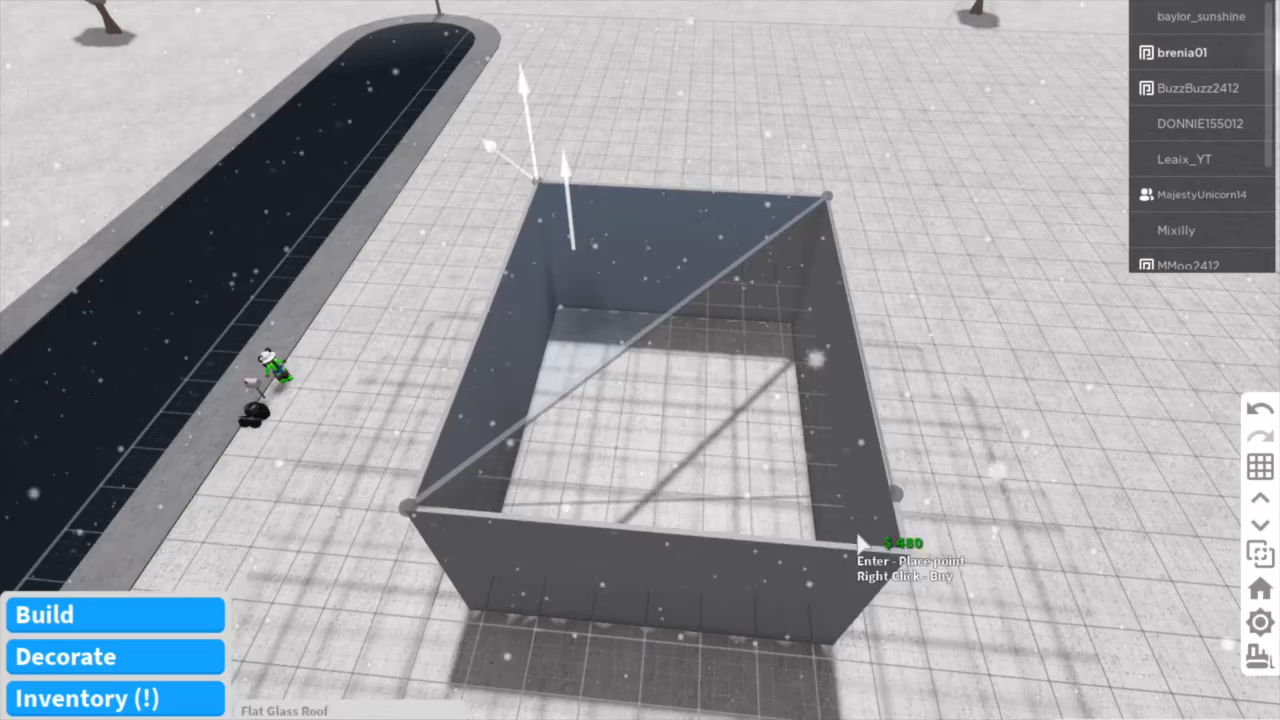 baylor_sunshine
brenia01
BuzzBuzz2412
DONNIE155012
Leaix_YT
MajestyUnicorn14
Mixilly
MMoo2412
$ 480
Enter - Place point
Right Click - Buy
Build
Decorate
Inventory (!)
Flat Glass Roof